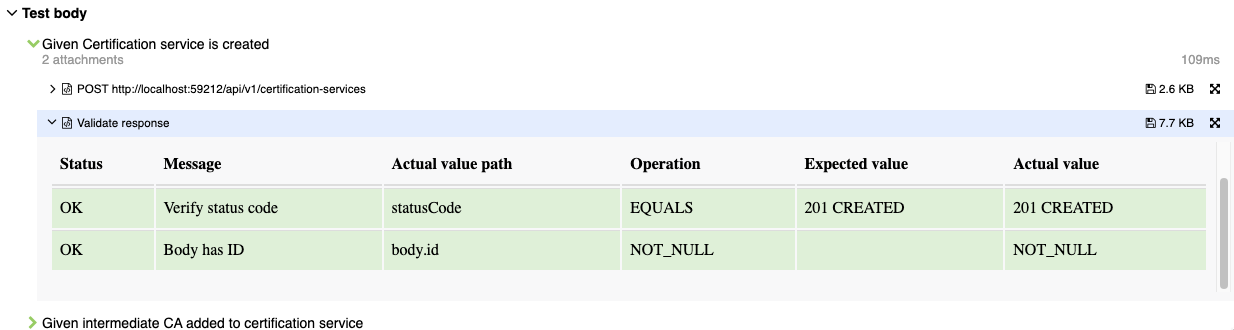 Test body
Given Certification service is created
2 attachments 109ms
POST http://localhost:59212/api/v1/certification-services 2.6 KB
Validate response 7.7 KB
Status Message Actual value path Operation Expected value Actual value
OK Verify status code statusCode EQUALS 201 CREATED 201 CREATED
OK Body has ID body.id NOT_NULL NOT_NULL
Given intermediate CA added to certification service